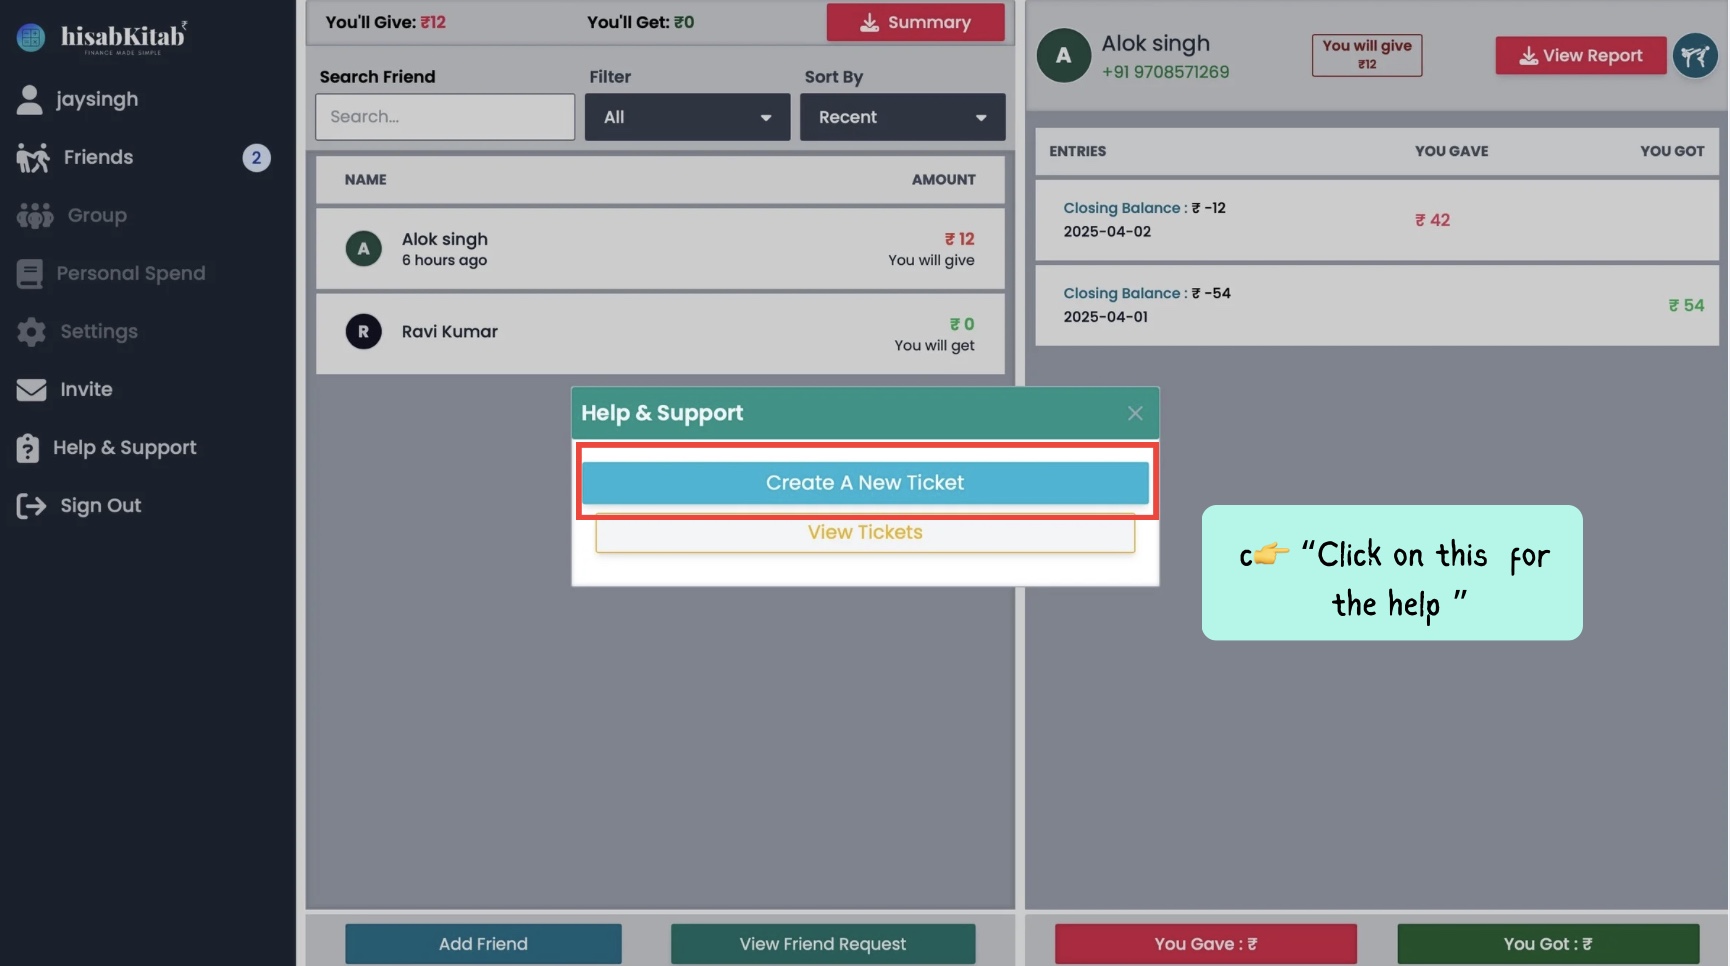 hisabKitab₹
FINANCE MADE SIMPLE
jaysingh
Friends 2
Group
Personal Spend
Settings
Invite
Help & Support
Sign Out
You'll Give: ₹12 You'll Get: ₹0 Summary
Search Friend Filter Sort By
Search... All Recent
NAME AMOUNT
A Alok singh ₹ 12
6 hours ago You will give
R Ravi Kumar ₹ 0
You will get
Add Friend View Friend Request
A Alok singh
+91 9708571269
You will give
₹12
View Report
ENTRIES YOU GAVE YOU GOT
Closing Balance : ₹ -12 ₹ 42
2025-04-02
Closing Balance : ₹ -54 ₹ 54
2025-04-01
You Gave : ₹ You Got : ₹
Help & Support
Create A New Ticket
View Tickets
c👉 “Click on this for
the help ”